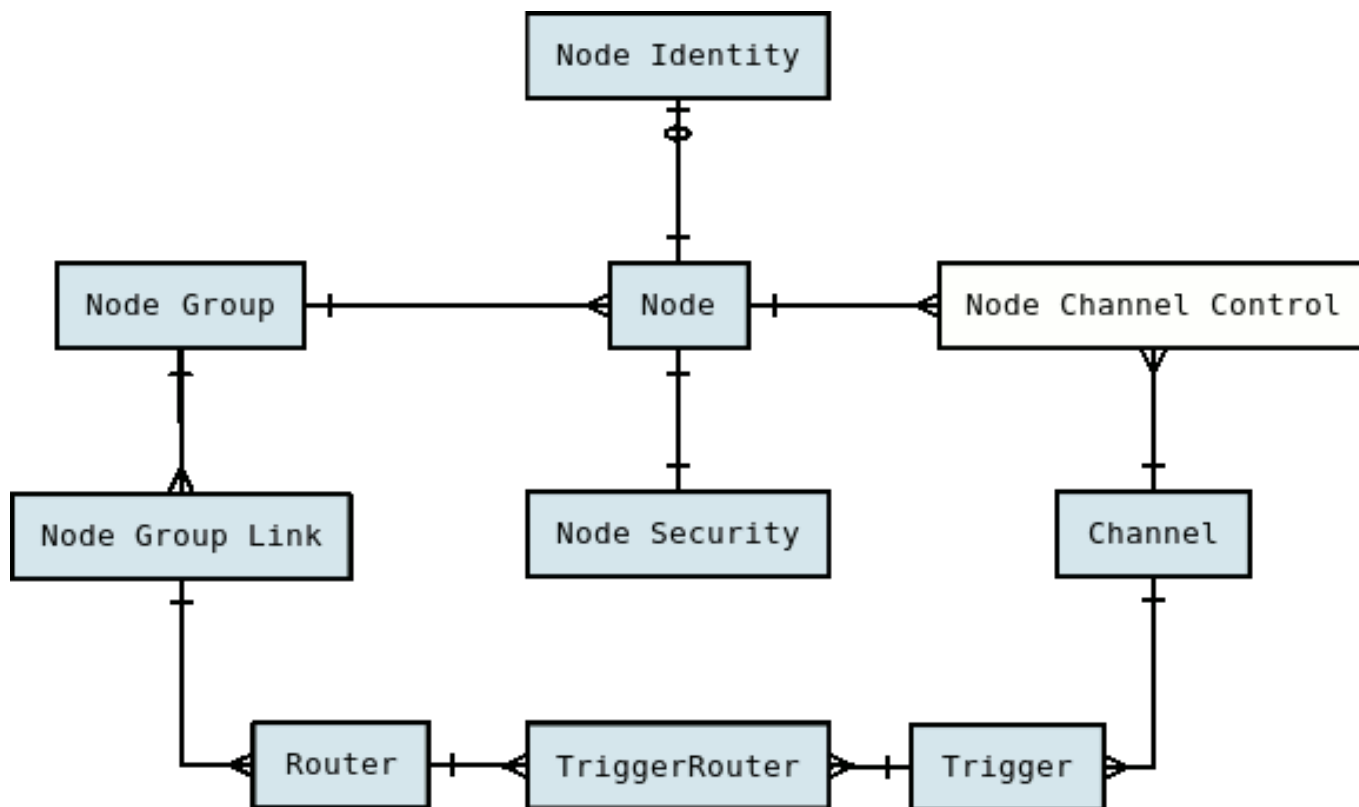 Node Identity
Node Group
Node
Node Channel Control
Node Group Link
Node Security
Channel
Router
TriggerRouter
Trigger